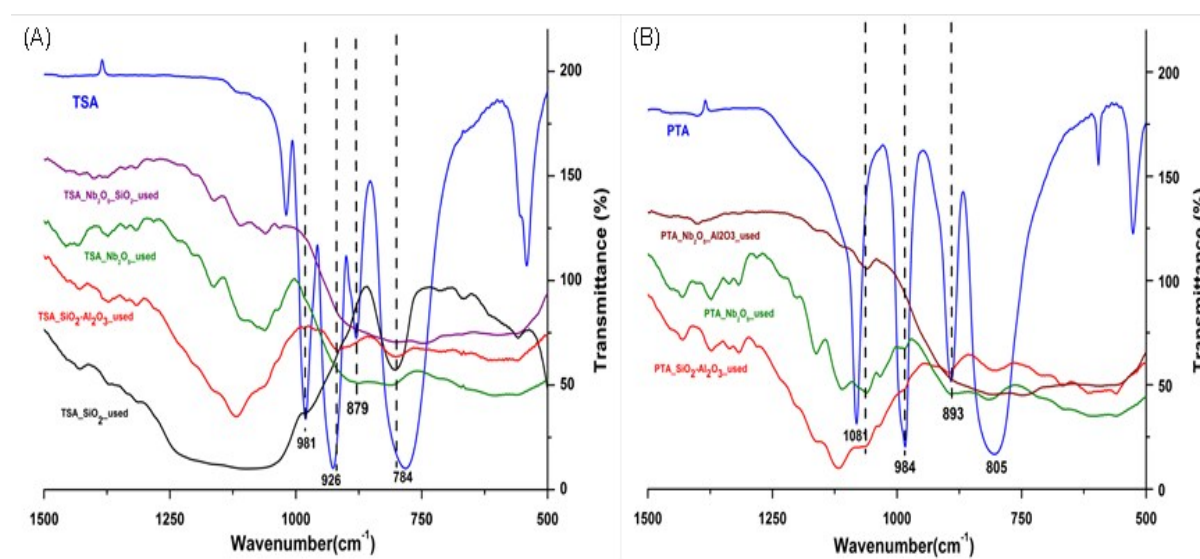 (A)
TSA
TSA_Nb₂O₅_SiO₂_used
TSA_Nb₂O₅_used
TSA_SiO₂-Al₂O₃_used
TSA_SiO₂_used
981
926
879
784
200
150
100
50
0
Transmittance (%)
1500
1250
1000
750
500
Wavenumber(cm⁻¹)
(B)
PTA
PTA_Nb₂O₅_Al2O3_used
PTA_Nb₂O₅_used
PTA_SiO₂-Al₂O₃_used
1081
984
893
805
200
150
100
50
0
Transmittance (%)
1500
1250
1000
750
500
Wavenumber(cm⁻¹)